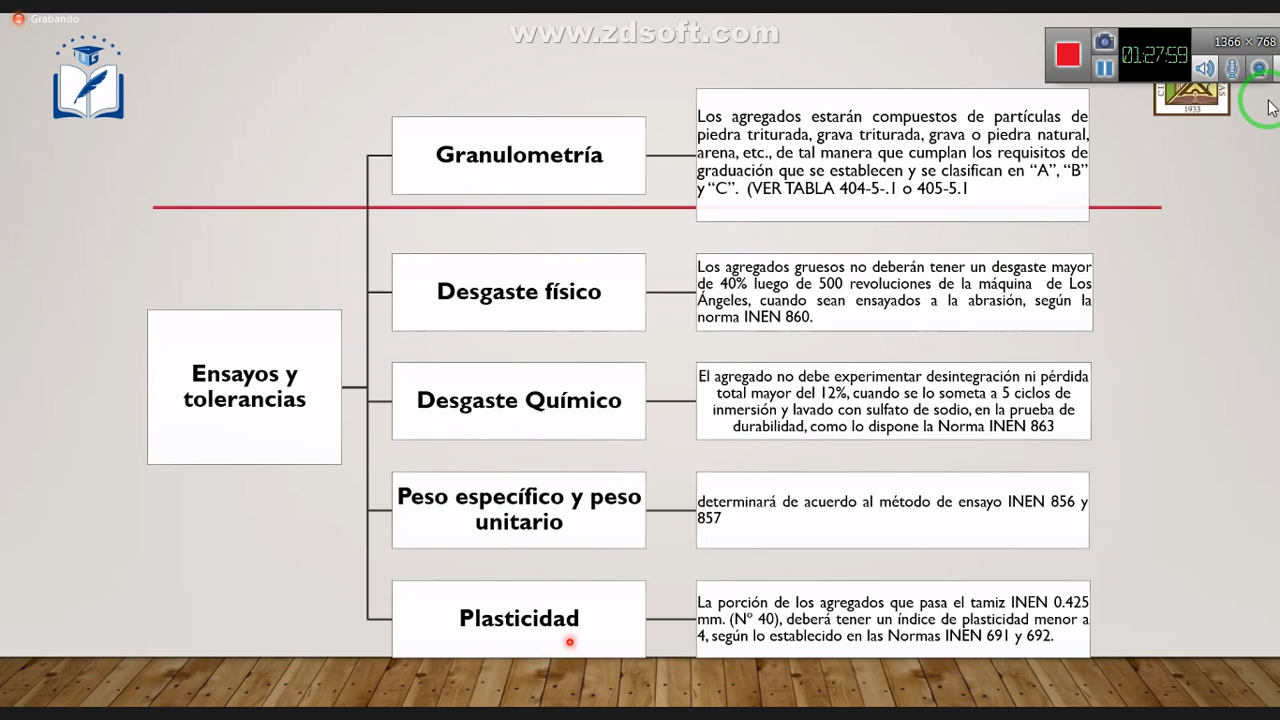 Grabando
www.zdsoft.com
01:27:59
1366 × 768
1933
Ensayos y
tolerancias
Granulometría
Los agregados estarán compuestos de partículas de
piedra triturada, grava triturada, grava o piedra natural,
arena, etc., de tal manera que cumplan los requisitos de
graduación que se establecen y se clasifican en “A”, “B”
y “C”. (VER TABLA 404-5-.1 o 405-5.1
Desgaste físico
Los agregados gruesos no deberán tener un desgaste mayor
de 40% luego de 500 revoluciones de la máquina de Los
Ángeles, cuando sean ensayados a la abrasión, según la
norma INEN 860.
Desgaste Químico
El agregado no debe experimentar desintegración ni pérdida
total mayor del 12%, cuando se lo someta a 5 ciclos de
inmersión y lavado con sulfato de sodio, en la prueba de
durabilidad, como lo dispone la Norma INEN 863
Peso específico y peso
unitario
determinará de acuerdo al método de ensayo INEN 856 y
857
Plasticidad
La porción de los agregados que pasa el tamiz INEN 0.425
mm. (Nº 40), deberá tener un índice de plasticidad menor a
4, según lo establecido en las Normas INEN 691 y 692.